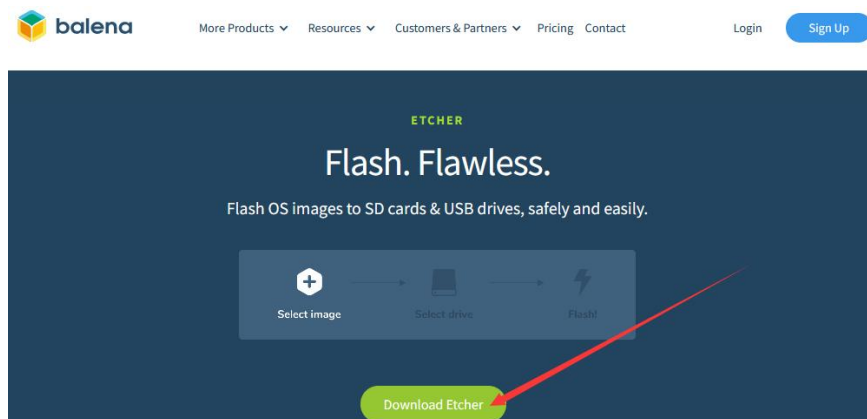 balena More Products Resources Customers & Partners Pricing Contact Login Sign Up
ETCHER
Flash. Flawless.
Flash OS images to SD cards & USB drives, safely and easily.
Select image Select drive Flash!
Download Etcher